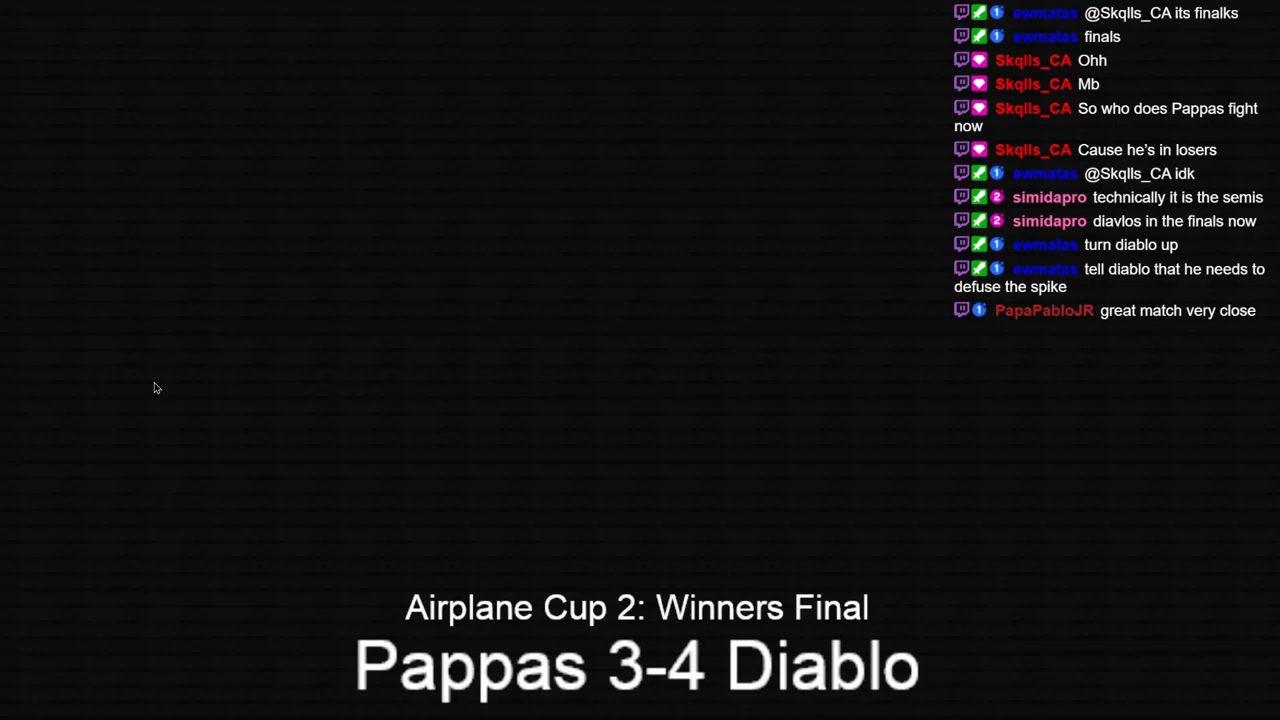 ewmatas @Skqlls_CA its finalks
ewmatas finals
Skqlls_CA Ohh
Skqlls_CA Mb
Skqlls_CA So who does Pappas fight
now
Skqlls_CA Cause he's in losers
ewmatas @Skqlls_CA idk
simidapro technically it is the semis
simidapro diavlos in the finals now
ewmatas turn diablo up
ewmatas tell diablo that he needs to
defuse the spike
PapaPabloJR great match very close
Airplane Cup 2: Winners Final
Pappas 3-4 Diablo